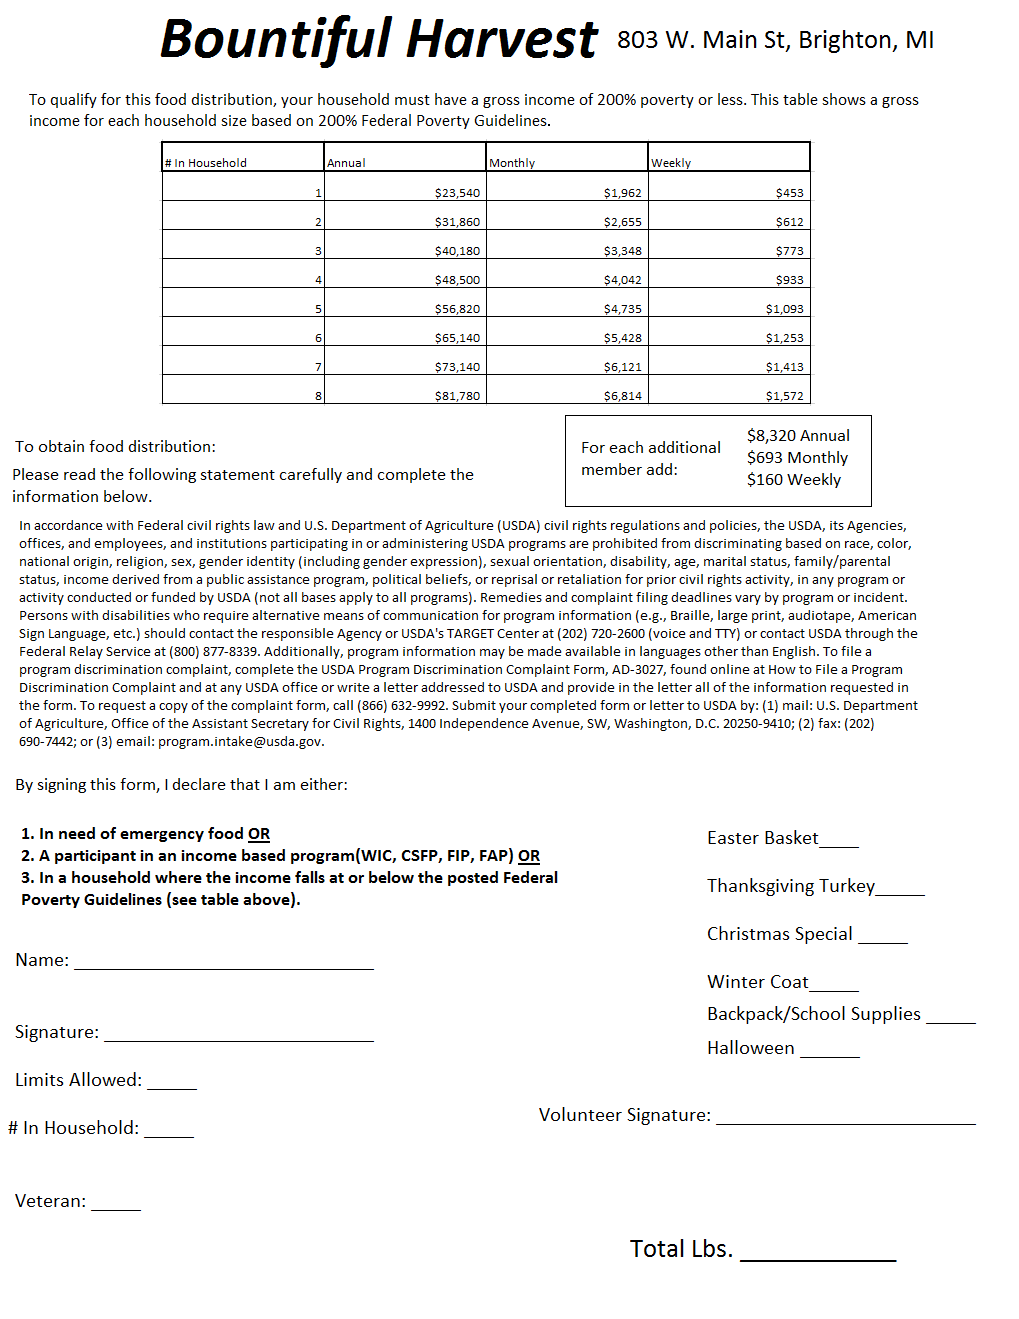 Bountiful Harvest 803 W. Main St, Brighton, MI
To qualify for this food distribution, your household must have a gross income of 200% poverty or less. This table shows a gross
income for each household size based on 200% Federal Poverty Guidelines.
# In Household Annual Monthly Weekly
1 $23,540 $1,962 $453
2 $31,860 $2,655 $612
3 $40,180 $3,348 $773
4 $48,500 $4,042 $933
5 $56,820 $4,735 $1,093
6 $65,140 $5,428 $1,253
7 $73,140 $6,121 $1,413
8 $81,780 $6,814 $1,572
For each additional
member add:
$8,320 Annual
$693 Monthly
$160 Weekly
To obtain food distribution:
Please read the following statement carefully and complete the
information below.
In accordance with Federal civil rights law and U.S. Department of Agriculture (USDA) civil rights regulations and policies, the USDA, its Agencies,
offices, and employees, and institutions participating in or administering USDA programs are prohibited from discriminating based on race, color,
national origin, religion, sex, gender identity (including gender expression), sexual orientation, disability, age, marital status, family/parental
status, income derived from a public assistance program, political beliefs, or reprisal or retaliation for prior civil rights activity, in any program or
activity conducted or funded by USDA (not all bases apply to all programs). Remedies and complaint filing deadlines vary by program or incident.
Persons with disabilities who require alternative means of communication for program information (e.g., Braille, large print, audiotape, American
Sign Language, etc.) should contact the responsible Agency or USDA's TARGET Center at (202) 720-2600 (voice and TTY) or contact USDA through the
Federal Relay Service at (800) 877-8339. Additionally, program information may be made available in languages other than English. To file a
program discrimination complaint, complete the USDA Program Discrimination Complaint Form, AD-3027, found online at How to File a Program
Discrimination Complaint and at any USDA office or write a letter addressed to USDA and provide in the letter all of the information requested in
the form. To request a copy of the complaint form, call (866) 632-9992. Submit your completed form or letter to USDA by: (1) mail: U.S. Department
of Agriculture, Office of the Assistant Secretary for Civil Rights, 1400 Independence Avenue, SW, Washington, D.C. 20250-9410; (2) fax: (202)
690-7442; or (3) email: program.intake@usda.gov.
By signing this form, I declare that I am either:
1. In need of emergency food OR
2. A participant in an income based program(WIC, CSFP, FIP, FAP) OR
3. In a household where the income falls at or below the posted Federal
Poverty Guidelines (see table above).
Easter Basket____
Thanksgiving Turkey_____
Christmas Special _____
Winter Coat_____
Backpack/School Supplies _____
Halloween ______
Name: ______________________________
Signature: ___________________________
Limits Allowed: _____
# In Household: _____
Volunteer Signature: __________________________
Veteran: _____
Total Lbs. ____________